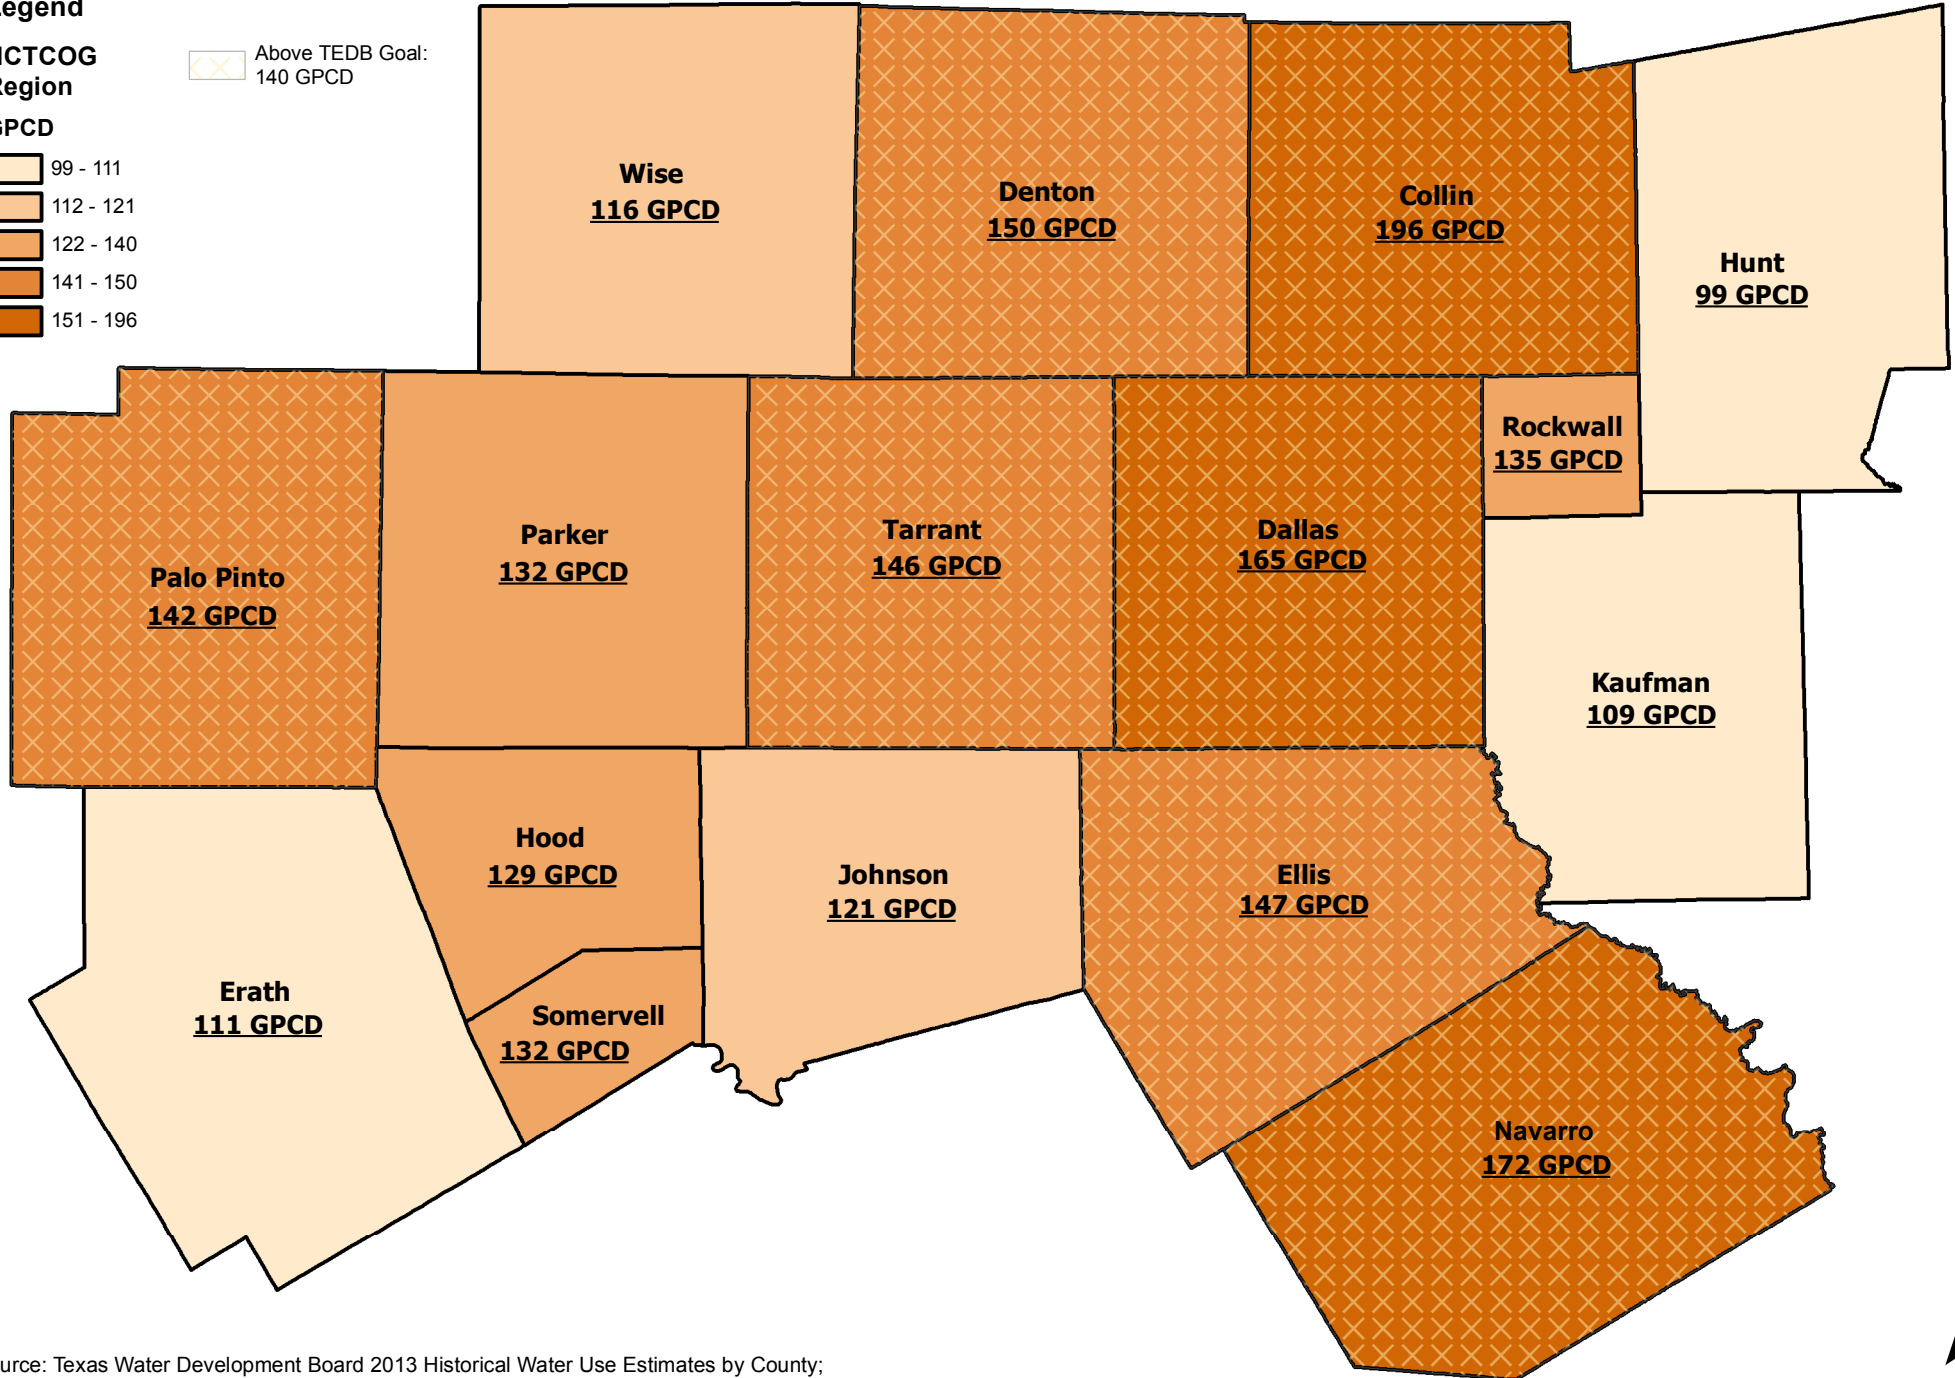 Legend
NCTCOG
Region
GPCD
99 - 111
112 - 121
122 - 140
141 - 150
151 - 196
Above TEDB Goal:
140 GPCD
Wise
116 GPCD
Denton
150 GPCD
Collin
196 GPCD
Hunt
99 GPCD
Rockwall
135 GPCD
Palo Pinto
142 GPCD
Parker
132 GPCD
Tarrant
146 GPCD
Dallas
165 GPCD
Kaufman
109 GPCD
Hood
129 GPCD
Johnson
121 GPCD
Ellis
147 GPCD
Erath
111 GPCD
Somervell
132 GPCD
Navarro
172 GPCD
urce: Texas Water Development Board 2013 Historical Water Use Estimates by County;